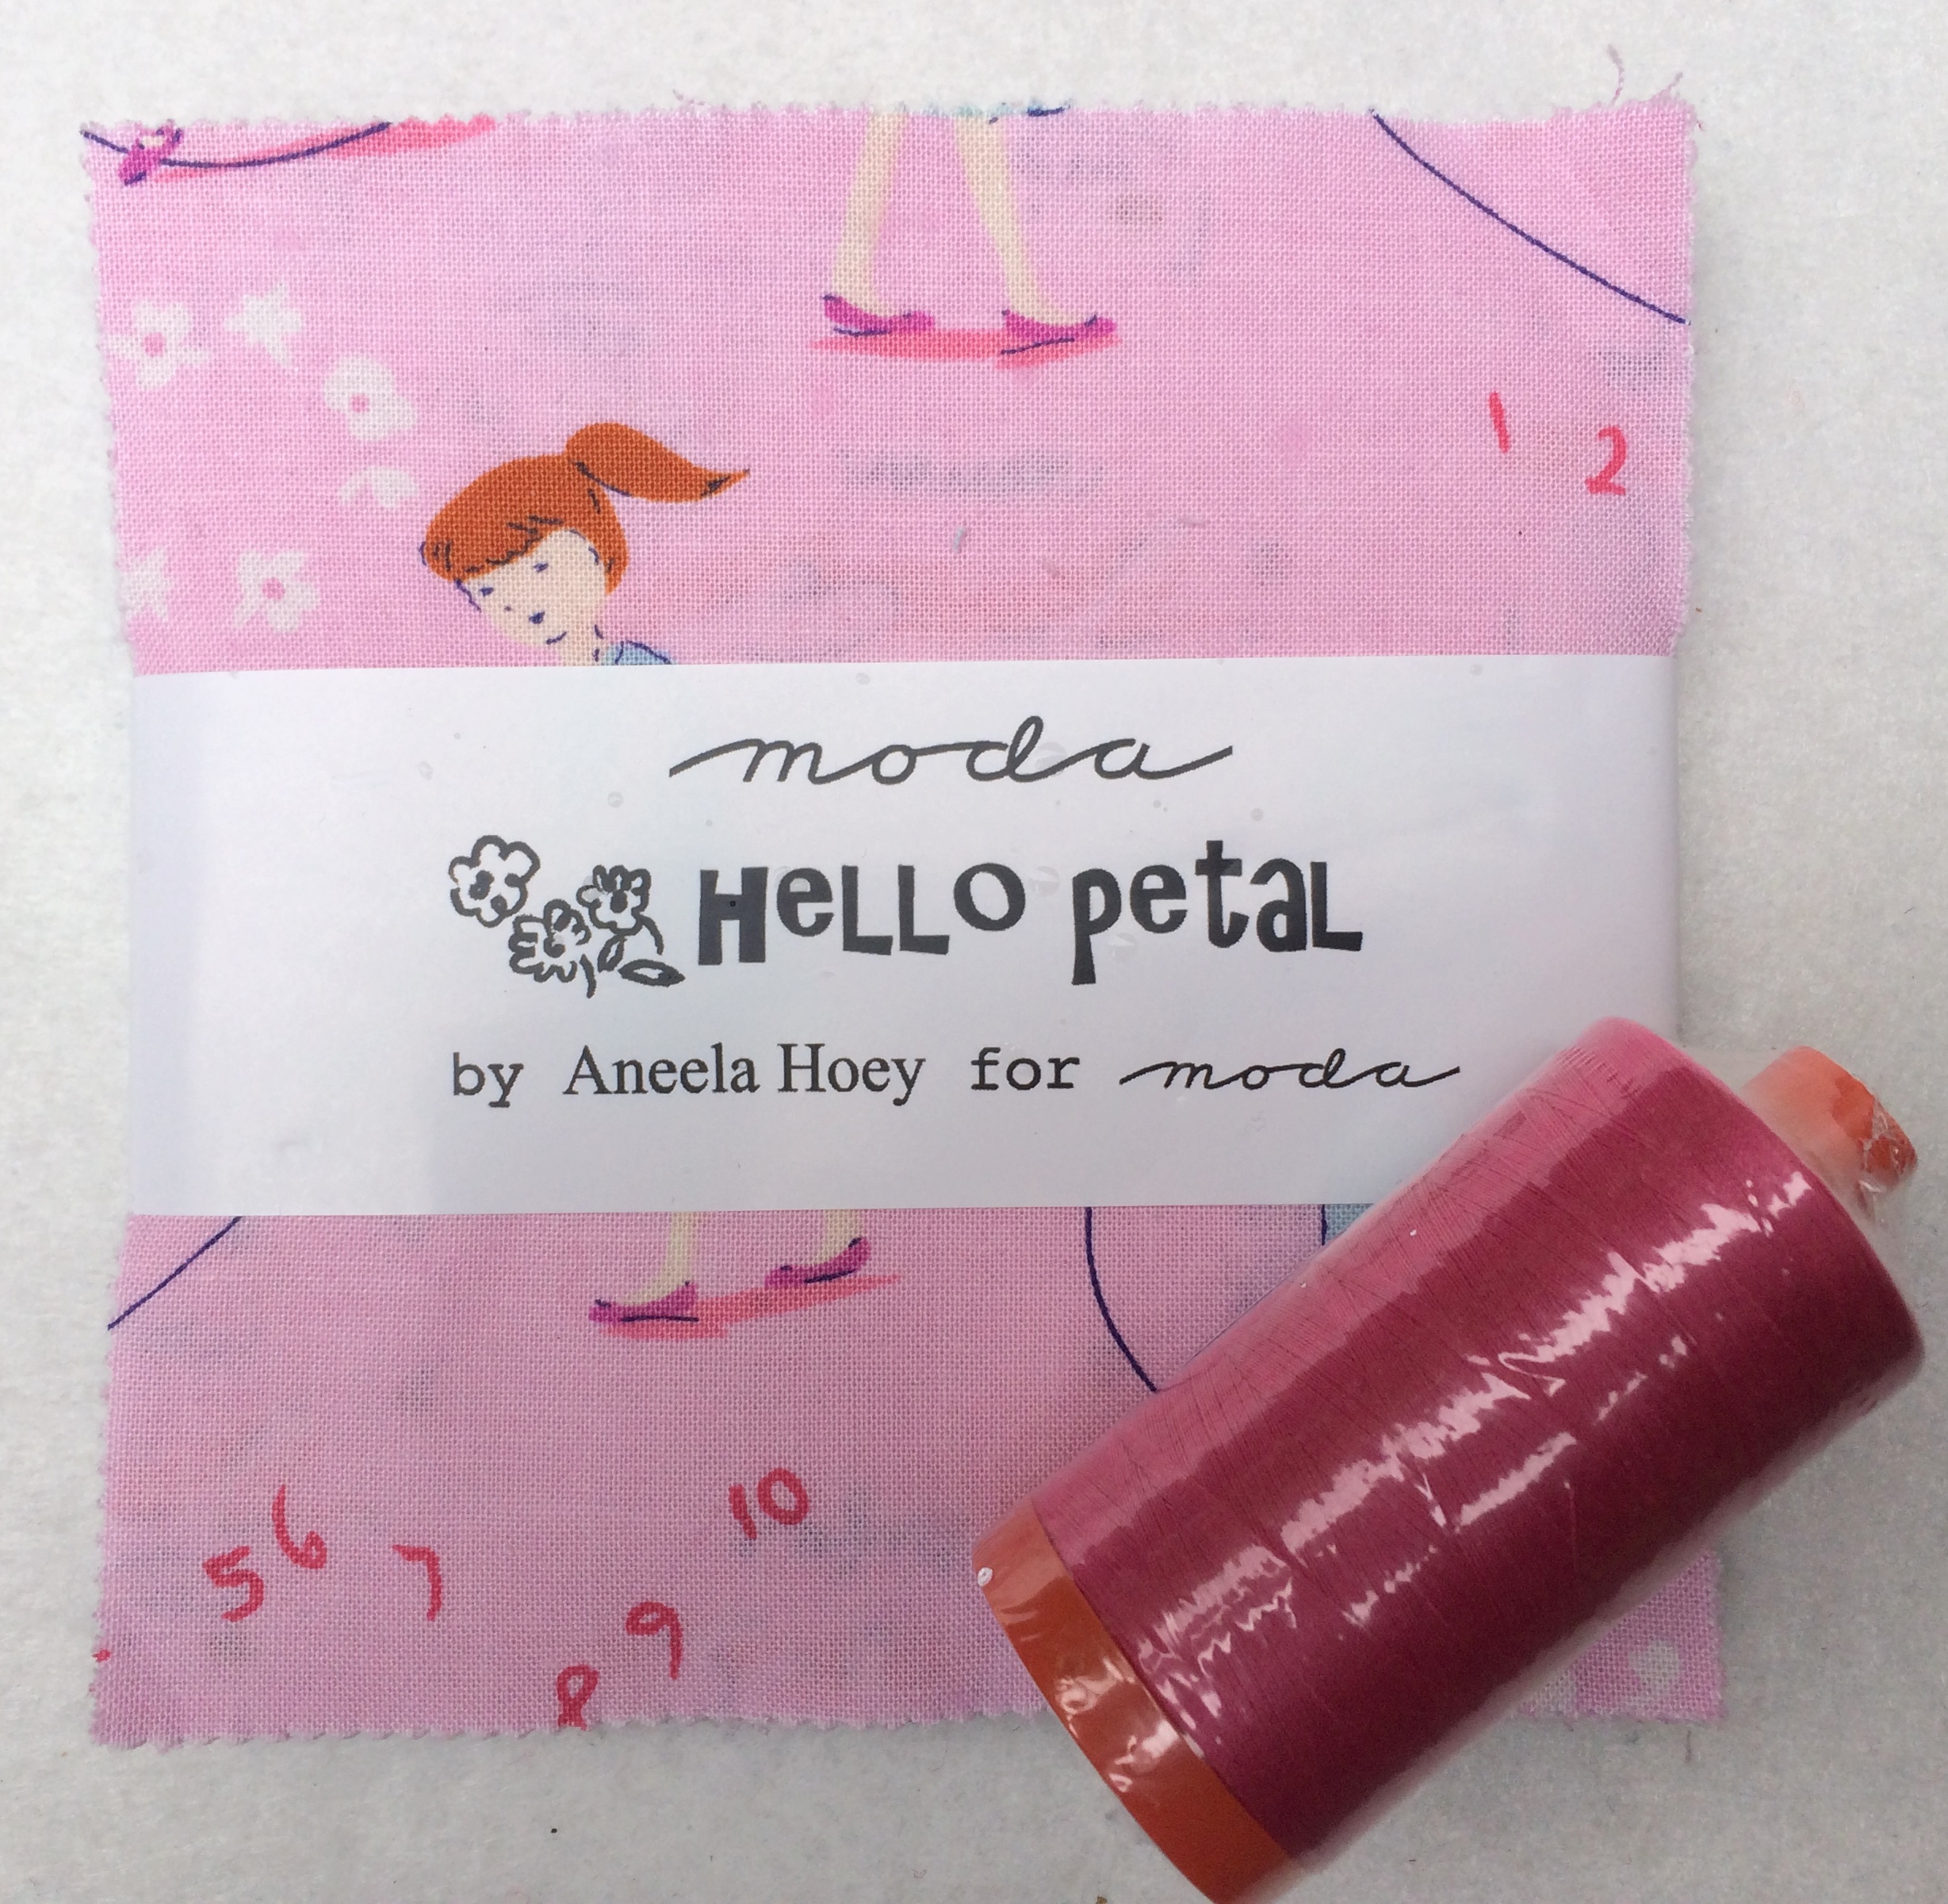 1
2
moda
HeLLO petaL
by Aneela Hoey for moda
5 6 7 8 9 10